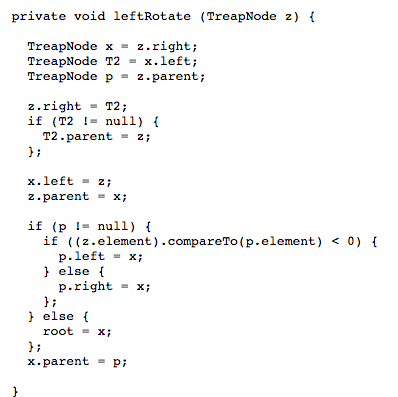 private void leftRotate (TreapNode z) {
TreapNode x = z.right;
TreapNode T2 = x.left;
TreapNode p = z.parent;
z.right = T2;
if (T2 != null) {
T2.parent = z;
};
x.left = z;
z.parent = x;
if (p != null) {
if ((z.element).compareTo(p.element) < 0) {
p.left = x;
} else {
p.right = x;
};
} else {
root = x;
};
x.parent = p;
}